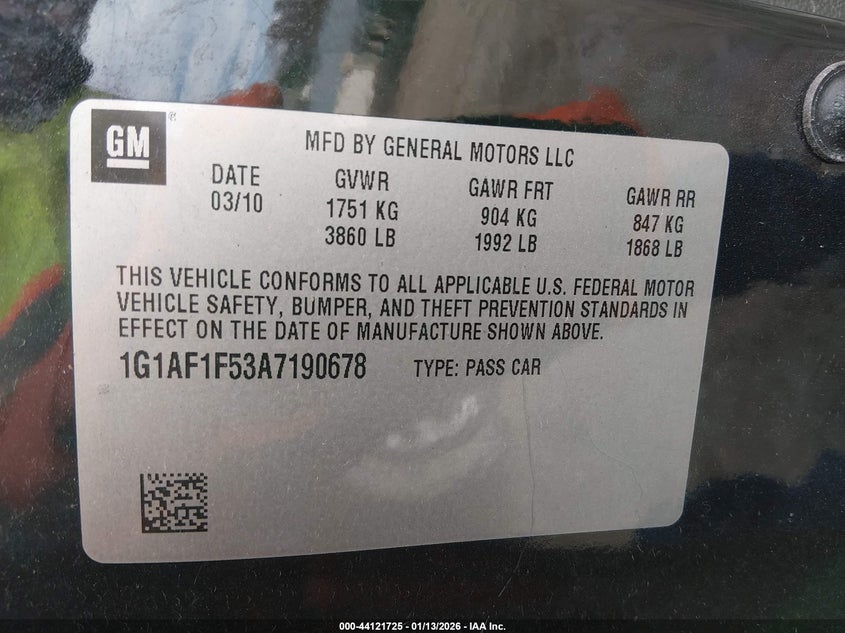 GM
MFD BY GENERAL MOTORS LLC
DATE GVWR GAWR FRT GAWR RR
03/10 1751 KG 904 KG 847 KG
3860 LB 1992 LB 1868 LB
THIS VEHICLE CONFORMS TO ALL APPLICABLE U.S. FEDERAL MOTOR
VEHICLE SAFETY, BUMPER, AND THEFT PREVENTION STANDARDS IN
EFFECT ON THE DATE OF MANUFACTURE SHOWN ABOVE.
1G1AF1F53A7190678 TYPE: PASS CAR
000-44121725 - 01/13/2026 - IAA Inc.